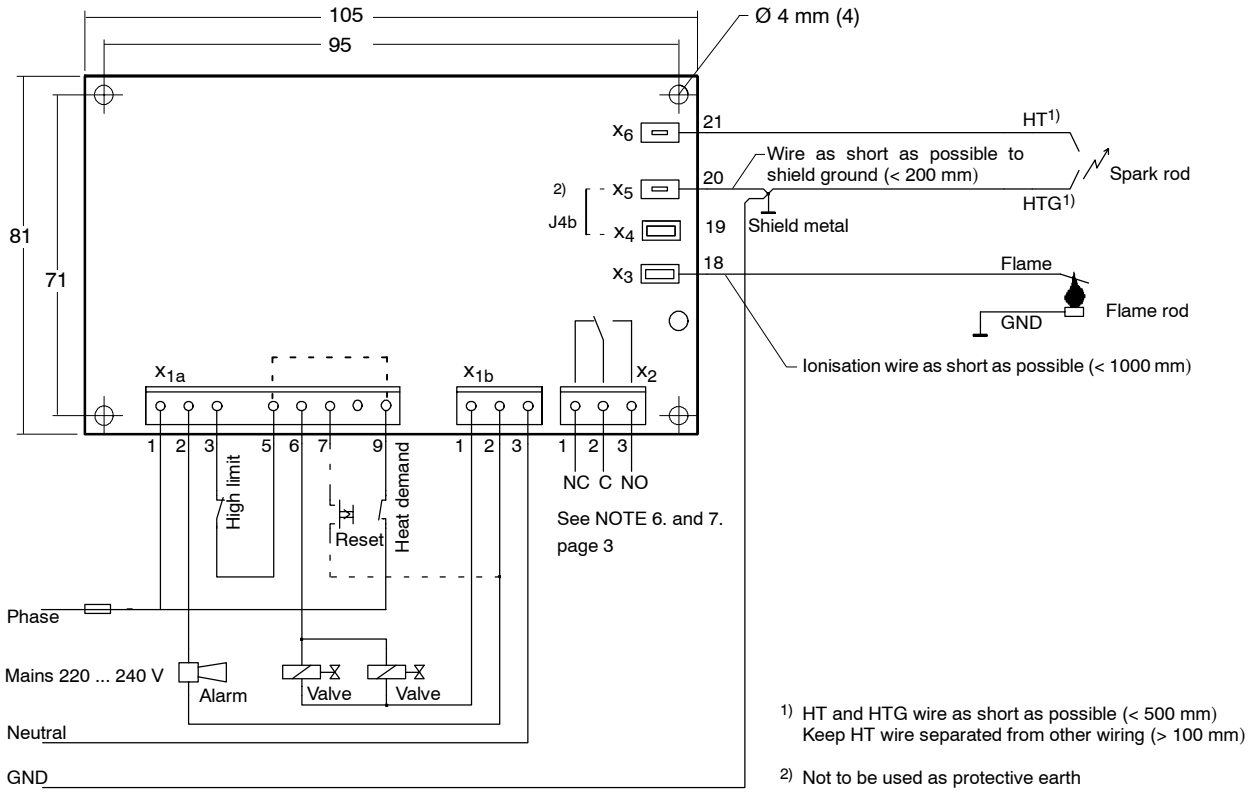 105
95
Ø 4 mm (4)
x6
21
HT1)
Wire as short as possible to
shield ground (< 200 mm)
Spark rod
2)
x5
20
HTG1)
J4b
Shield metal
x4
19
81
71
x3
18
Flame
Flame rod
GND
Ionisation wire as short as possible (< 1000 mm)
x1a
x1b
x2
1 2 3 5 6 7 9
1 2 3
1 2 3
NC C NO
High limit
Reset
Heat demand
See NOTE 6. and 7.
page 3
Phase
Mains 220 ... 240 V
Alarm
Valve
Valve
Neutral
GND
1) HT and HTG wire as short as possible (< 500 mm)
Keep HT wire separated from other wiring (> 100 mm)
2) Not to be used as protective earth